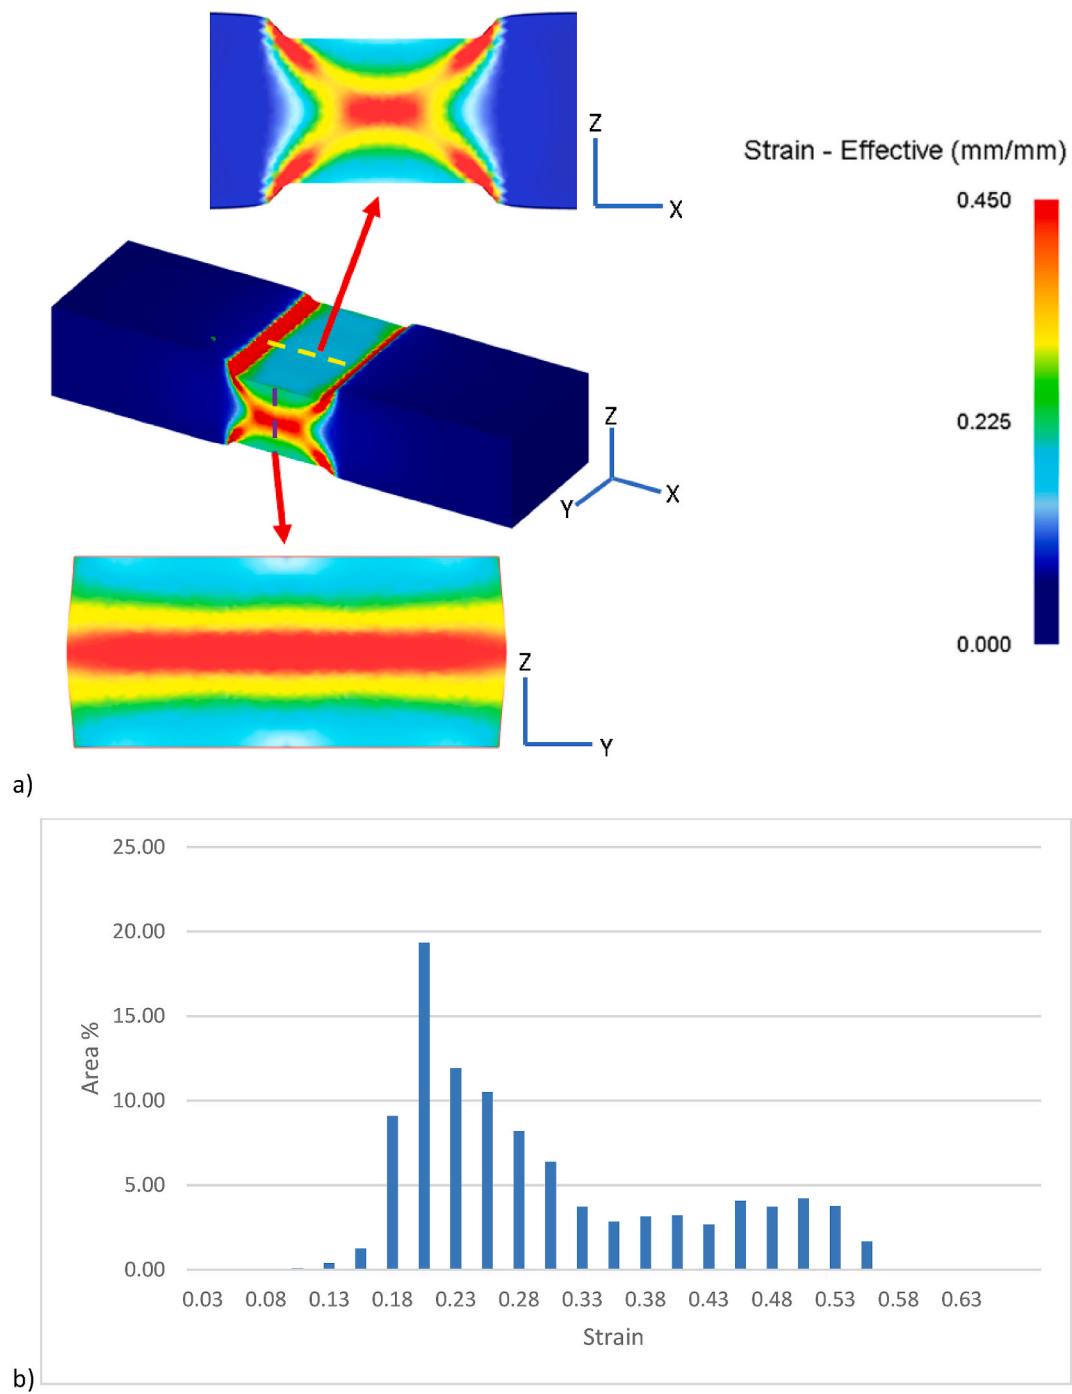 Z
X
Strain - Effective (mm/mm)
0.450
0.225
0.000
Z
Y
X
Z
Y
a)
25.00
20.00
15.00
10.00
5.00
0.00
Area %
0.03 0.08 0.13 0.18 0.23 0.28 0.33 0.38 0.43 0.48 0.53 0.58 0.63
Strain
b)